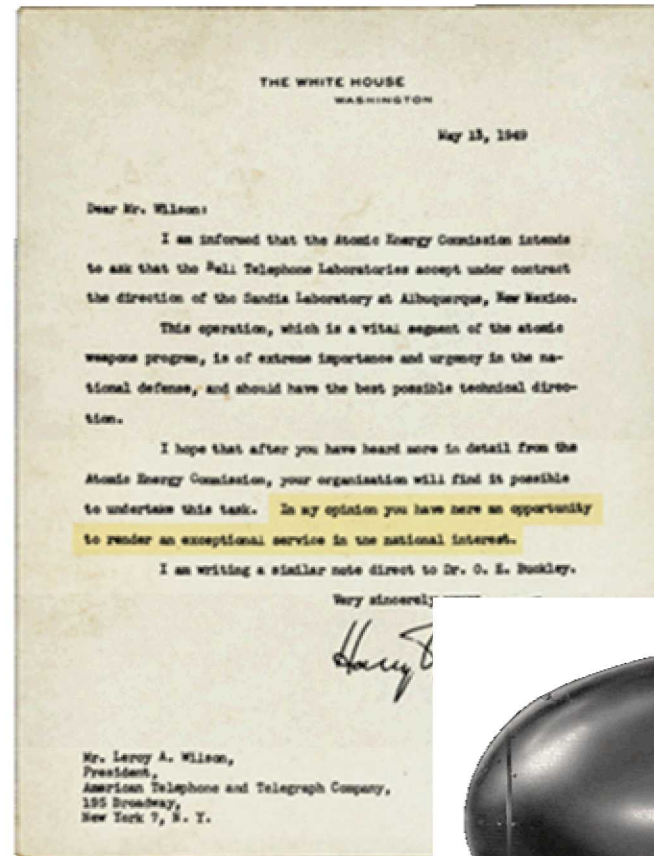 THE WHITE HOUSE
WASHINGTON
May 13, 1949
Dear Mr. Wilson:
I am informed that the Atomic Energy Commission intends
to ask that the Bell Telephone Laboratories accept under contract
the direction of the Sandia Laboratory at Albuquerque, New Mexico.
This operation, which is a vital segment of the atomic
weapons program, is of extreme importance and urgency in the na-
tional defense, and should have the best possible technical direc-
tion.
I hope that after you have heard more in detail from the
Atomic Energy Commission, your organization will find it possible
to undertake this task. In my opinion you have here an opportunity
to render an exceptional service in the national interest.
I am writing a similar note direct to Dr. O. E. Buckley.
Very sincerely
Harry
Mr. Leroy A. Wilson,
President,
American Telephone and Telegraph Company,
195 Broadway,
New York 7, N. Y.